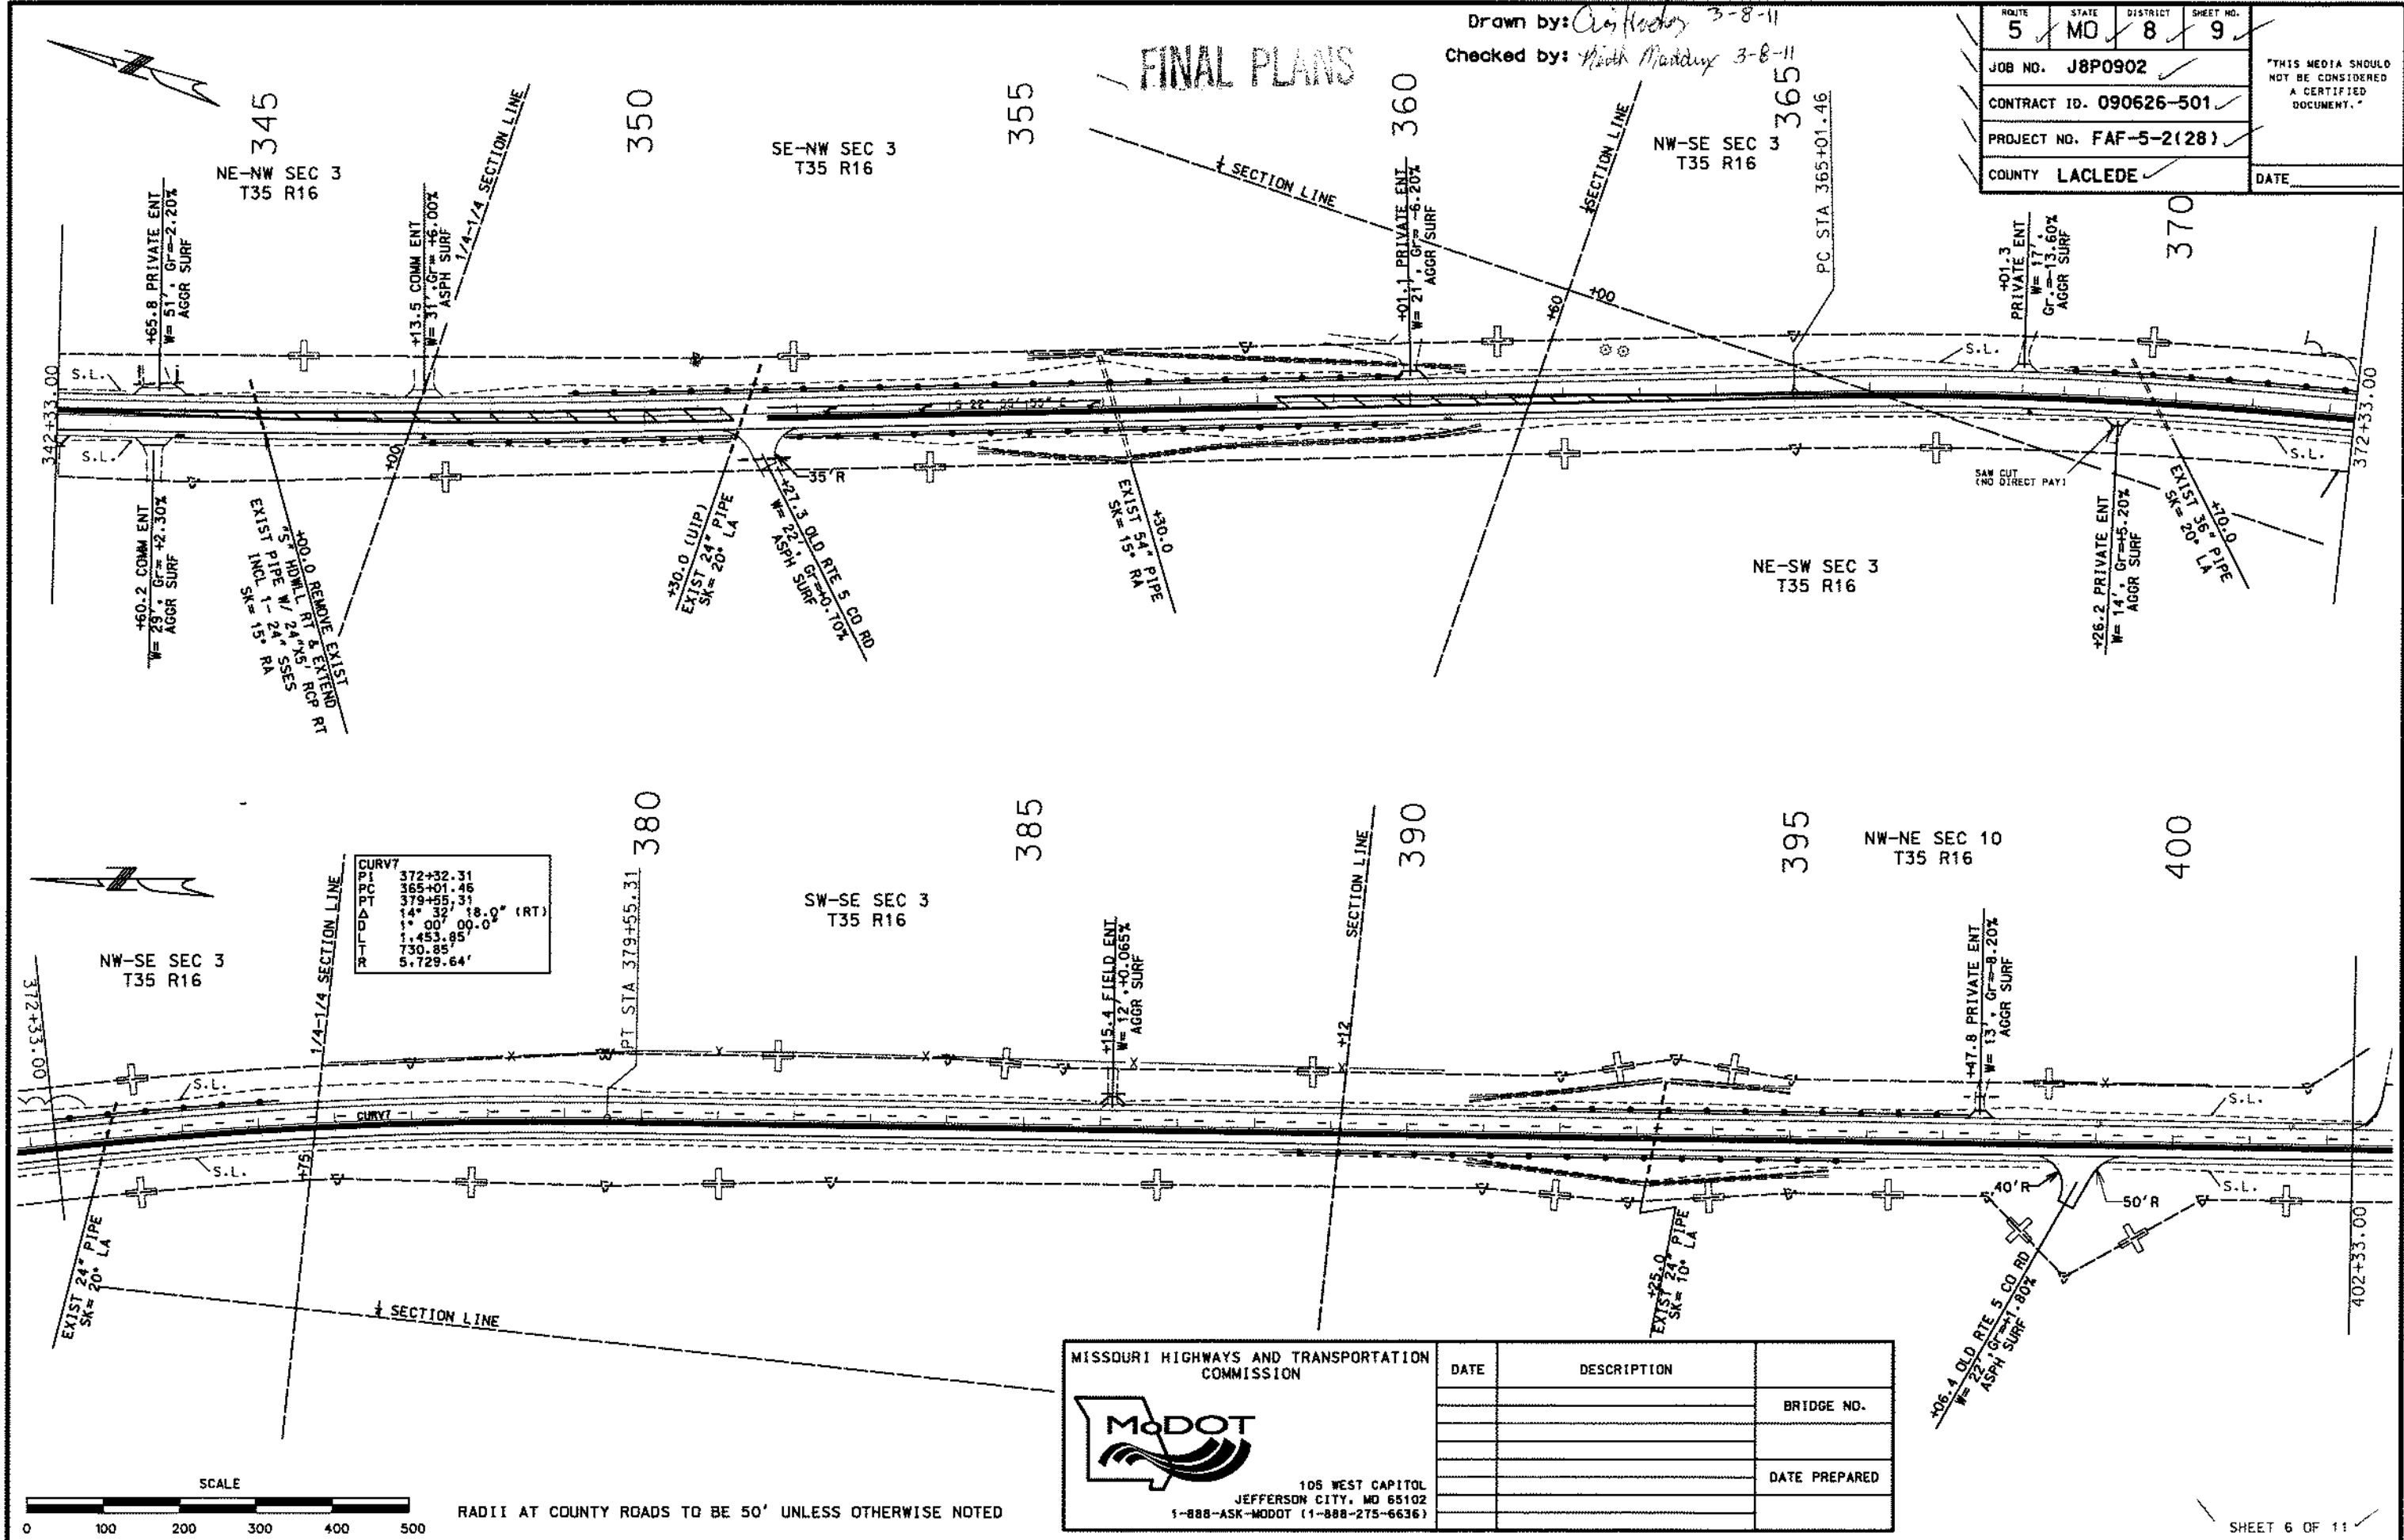 Drawn by: 3-8-11
Checked by: Maddux 3-8-11
FINAL PLANS
ROUTE STATE DISTRICT SHEET NO.
5 MO 8 9
JOB NO. J8P0902
CONTRACT ID. 090626-501
PROJECT NO. FAF-5-2(28)
COUNTY LACLEDE
"THIS MEDIA SHOULD
NOT BE CONSIDERED
A CERTIFIED
DOCUMENT."
DATE
345
350
355
360
365
370
NE-NW SEC 3
T35 R16
SE-NW SEC 3
T35 R16
NW-SE SEC 3
T35 R16
1/4-1/4 SECTION LINE
SECTION LINE
SECTION LINE
PC STA 365+01.46
+65.8 PRIVATE ENT
W= 51', Gr=-2.20%
AGGR SURF
+13.5 COMM ENT
W= 31', Gr= +6.00%
ASPH SURF
+01.1 PRIVATE ENT
W= 21', Gr= -6.20%
AGGR SURF
+01.3
PRIVATE ENT
W= 17',
Gr.=-13.60%
AGGR SURF
+60
+00
342+33.00
S.L.
S.L.
S.L.
S.L.
+00
372+33.00
35'R
SAW CUT
(NO DIRECT PAY)
+60.2 COMM ENT
W= 29', Gr= +2.30%
AGGR SURF
+00.0 REMOVE EXIST
"S" HDWLL RT & EXTEND
EXIST PIPE W/ 24"X5' RCP RT
INCL 1- 24" SSES
SK= 15° RA
+30.0 (UIP)
EXIST 24" PIPE
SK= 20° LA
+27.3 OLD RTE 5 CO RD
W= 22', Gr=+0.70%
ASPH SURF
+30.0
EXIST 54" PIPE
SK= 15° RA
NE-SW SEC 3
T35 R16
+26.2 PRIVATE ENT
W= 14', Gr=+5.20%
AGGR SURF
+70.0
EXIST 36" PIPE
SK= 20° LA
380
385
390
395
400
CURV7
PI 372+32.31
PC 365+01.46
PT 379+55.31
Δ 14° 32' 18.0" (RT)
D 1° 00' 00.0"
L 1,453.85'
T 730.85'
R 5,729.64'
NW-SE SEC 3
T35 R16
1/4-1/4 SECTION LINE
PT STA 379+55.31
SW-SE SEC 3
T35 R16
+15.4 FIELD ENT
W= 12', +0.065%
AGGR SURF
SECTION LINE
+12
NW-NE SEC 10
T35 R16
+47.8 PRIVATE ENT
W= 13', Gr=-8.20%
AGGR SURF
372+33.00
S.L.
CURV7
S.L.
+75
S.L.
S.L.
40'R
50'R
402+33.00
EXIST 24" PIPE
SK= 20° LA
SECTION LINE
+25.0
EXIST 24" PIPE
SK= 10° LA
+06.4 OLD RTE 5 CO RD
W= 22', Gr=+1.80%
ASPH SURF
MISSOURI HIGHWAYS AND TRANSPORTATION
COMMISSION
MoDOT
105 WEST CAPITOL
JEFFERSON CITY, MO 65102
1-888-ASK-MODOT (1-888-275-6636)
DATE DESCRIPTION
BRIDGE NO.
DATE PREPARED
SCALE
0 100 200 300 400 500
RADII AT COUNTY ROADS TO BE 50' UNLESS OTHERWISE NOTED
SHEET 6 OF 11